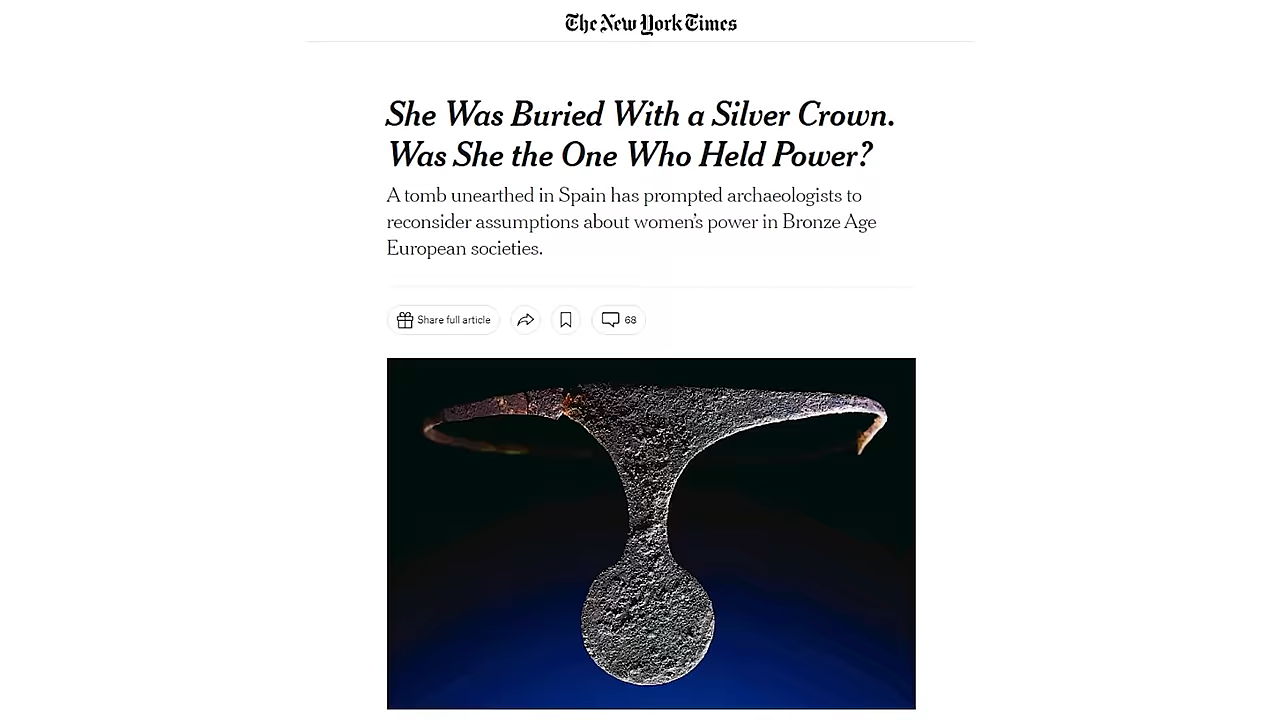 The New York Times
She Was Buried With a Silver Crown.
Was She the One Who Held Power?
A tomb unearthed in Spain has prompted archaeologists to
reconsider assumptions about women's power in Bronze Age
European societies.
Share full article
68